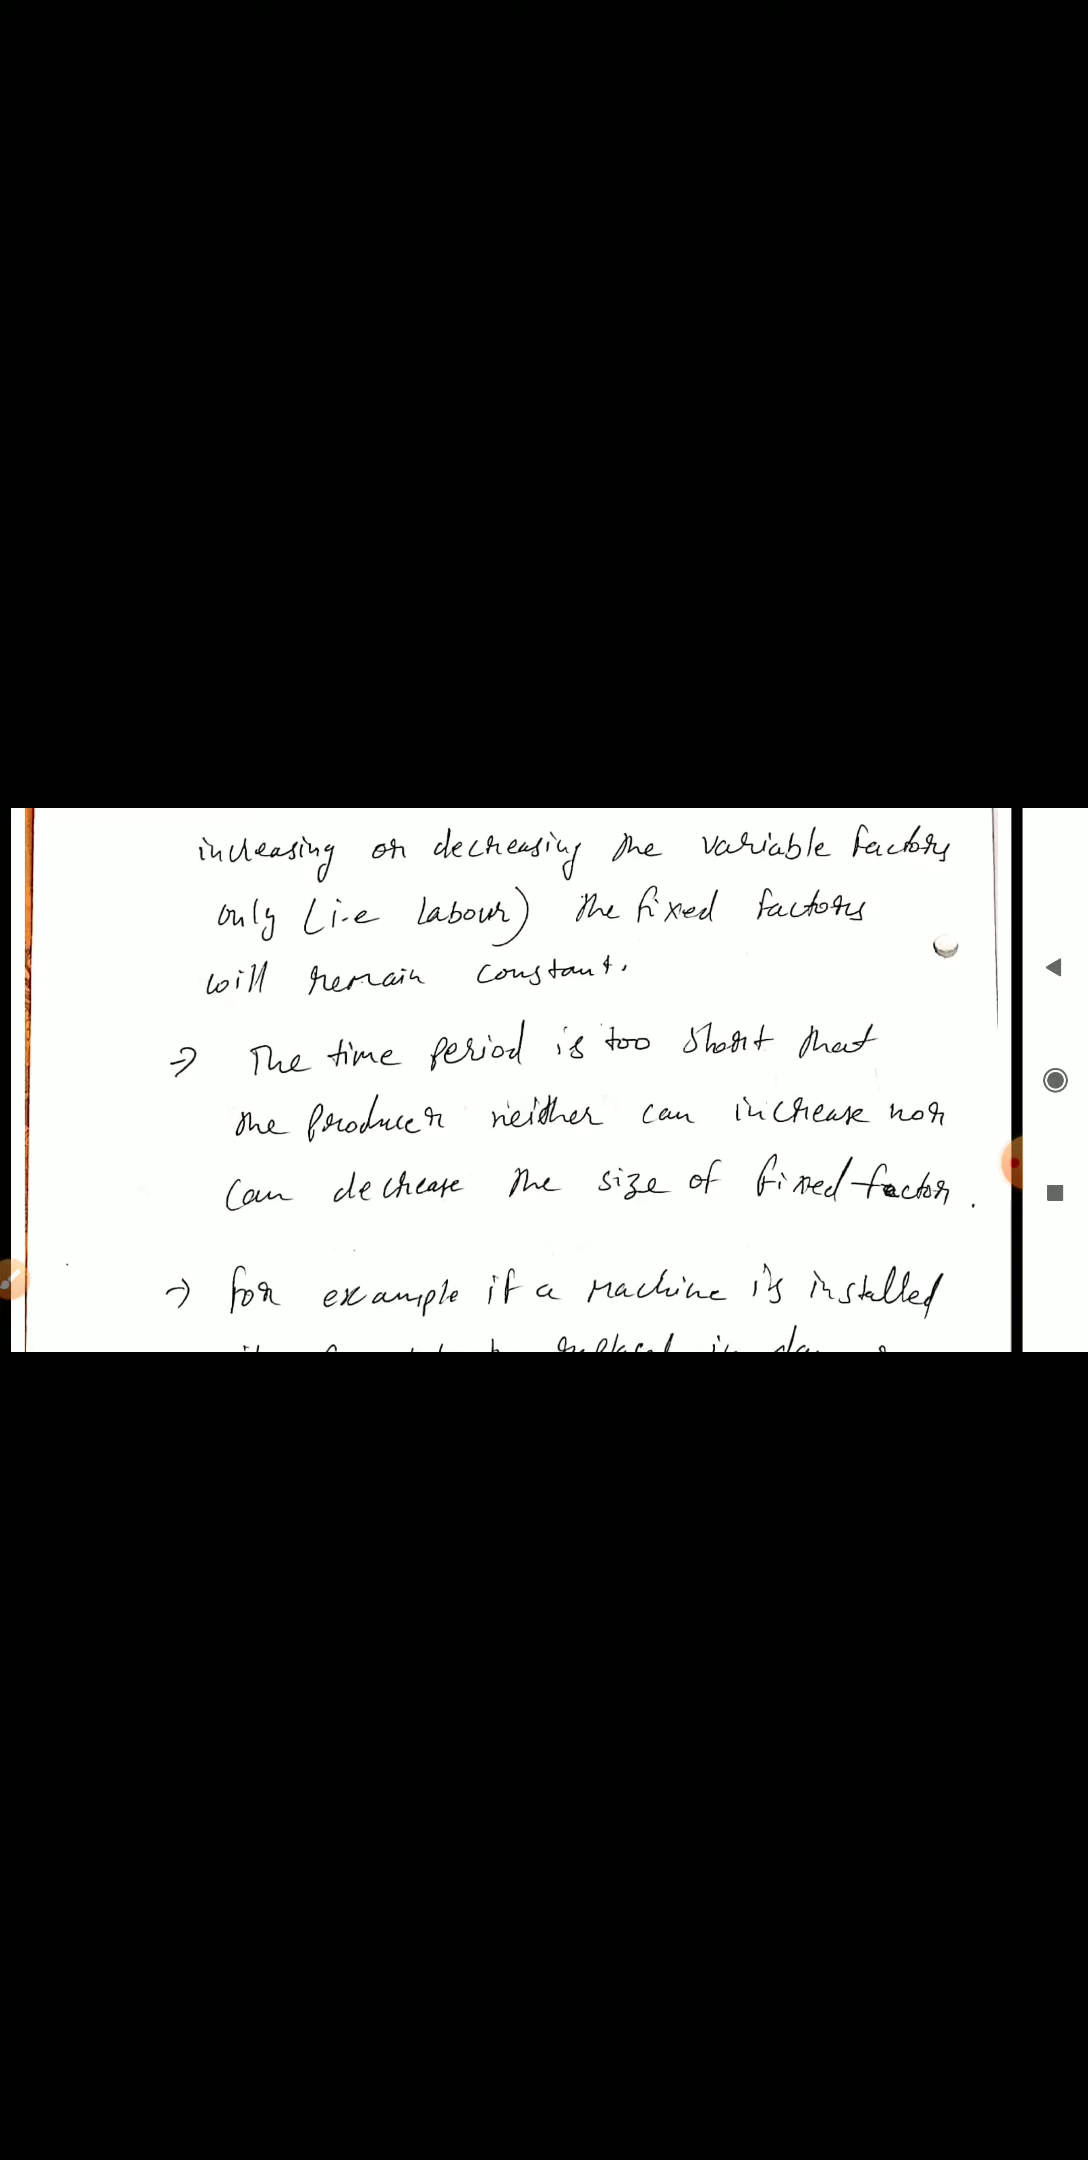 increasing or decreasing the variable factors
only (i.e Labour) the fixed factors
will remain constant.
=> The time period is too short that
the producer neither can increase nor
can decrease the size of fixed factor.
=> for example if a machine is installed